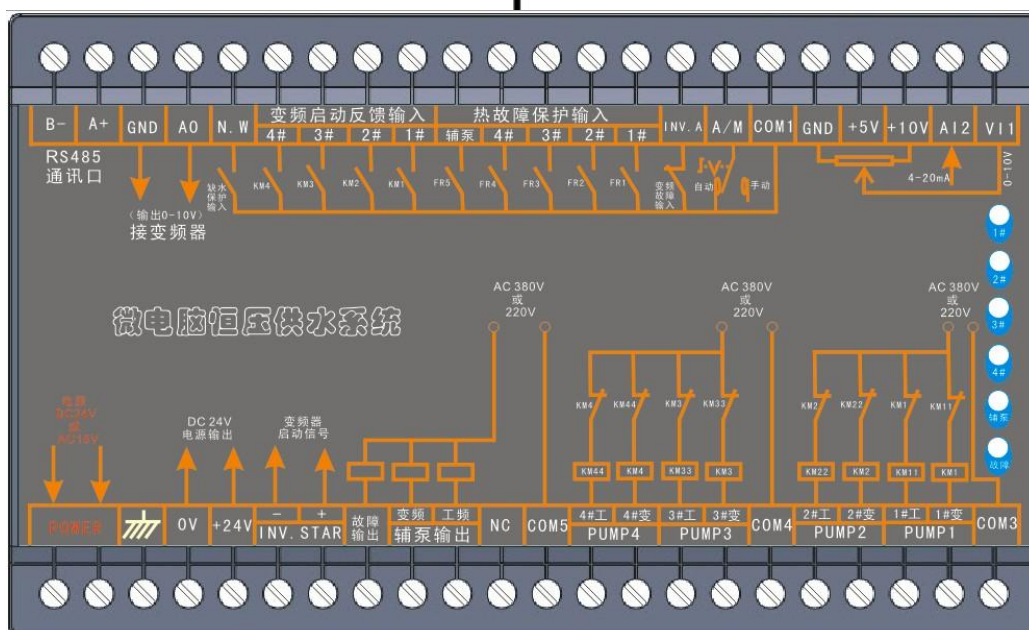 B- A+ GND AO N.W 变频启动反馈输入 4# 3# 2# 1# 热故障保护输入 辅泵 4# 3# 2# 1# INV.A A/M COM1 GND +5V +10V AI2 VI1
RS485
通讯口
缺水
保护
输入
KM4 KM3 KM2 KM1 FR5 FR4 FR3 FR2 FR1
变频
故障
输入
自动
手动
4-20mA
0-10V
(输出0-10V)
接变频器
1#
2#
3#
4#
辅泵
故障
微电脑恒压供水系统
AC 380V
或
220V
AC 380V
或
220V
AC 380V
或
220V
KM4 KM44 KM3 KM33 KM2 KM22 KM1 KM11
KM44 KM4 KM33 KM3 KM22 KM2 KM11 KM1
电源
DC26V
或
AC18V
DC 24V
电源输出
变频器
启动信号
POWER 0V +24V - + INV. STAR 故障输出 变频 工频 辅泵输出 NC COM5 4#工 4#变 PUMP4 3#工 3#变 PUMP3 COM4 2#工 2#变 PUMP2 1#工 1#变 PUMP1 COM3